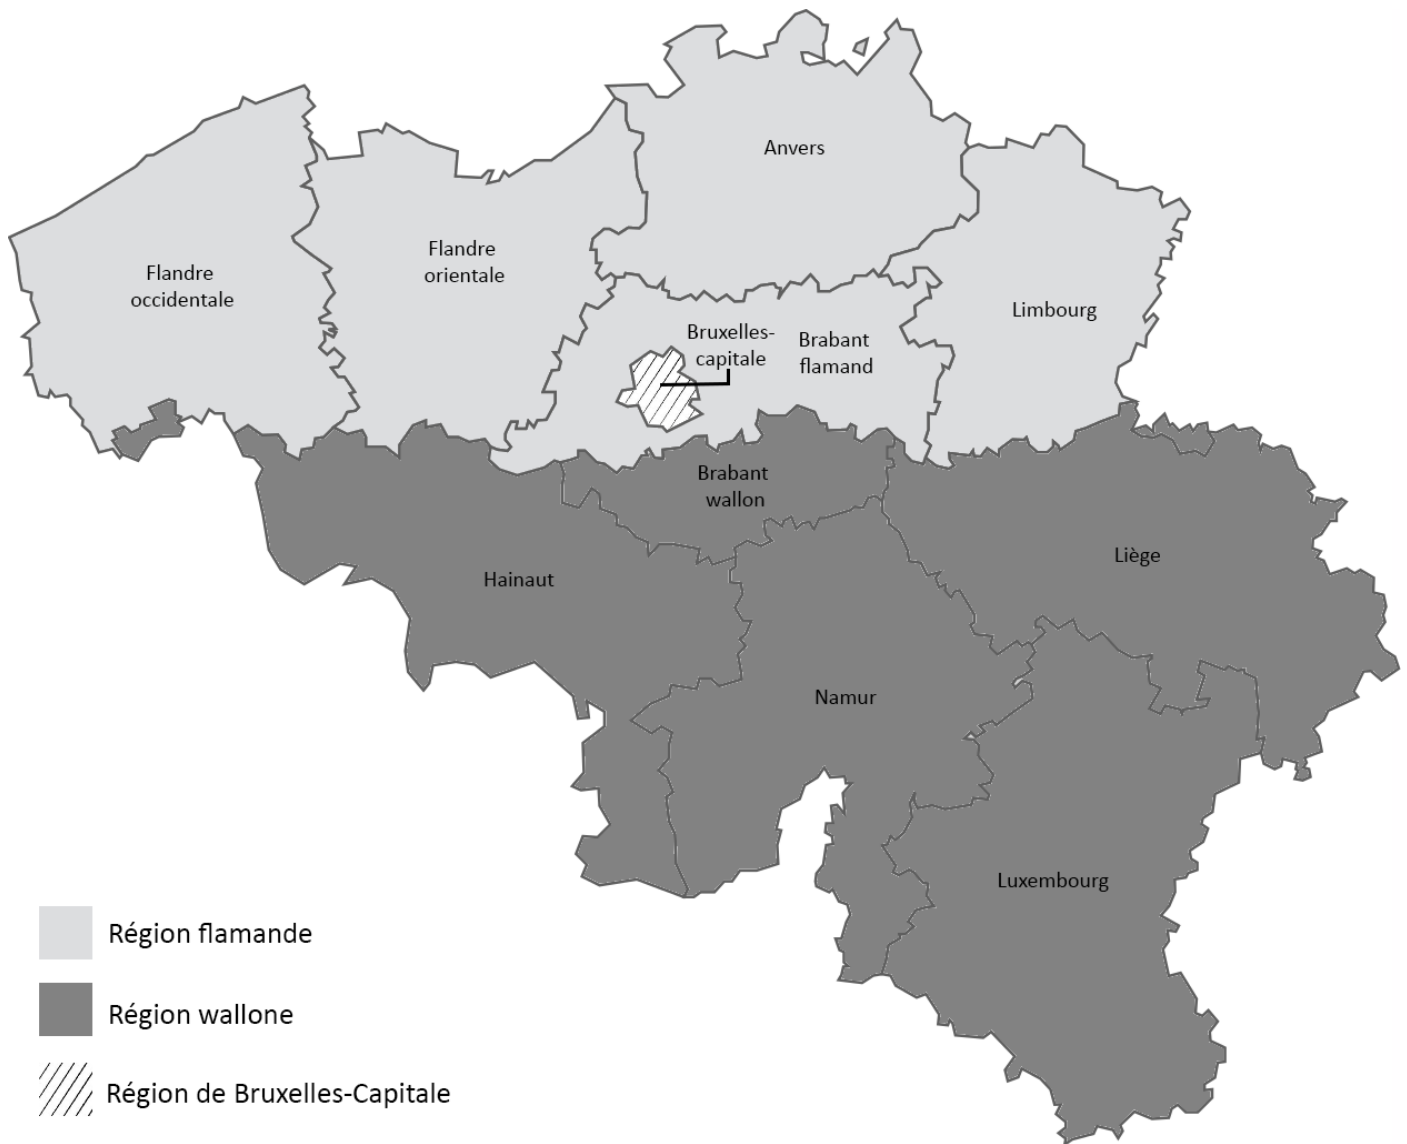 Anvers
Flandre
orientale
Flandre
occidentale
Limbourg
Bruxelles-
capitale
Brabant
flamand
Brabant
wallon
Liège
Hainaut
Namur
Luxembourg
Région flamande
Région wallone
Région de Bruxelles-Capitale